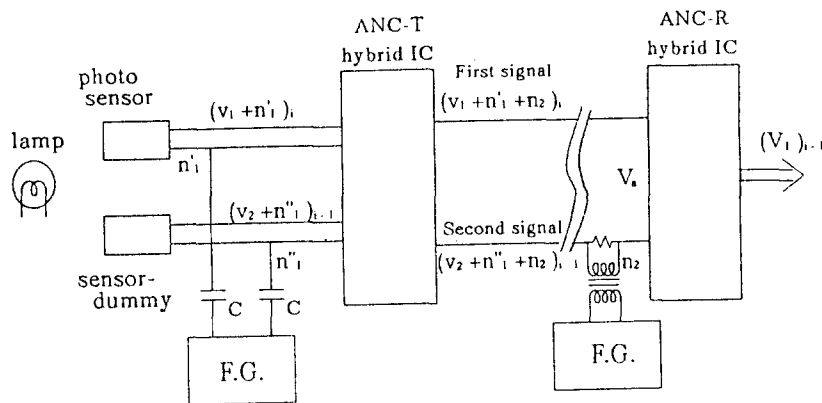 ANC-T
hybrid IC
ANC-R
hybrid IC
photo
sensor
First signal
lamp
(v₁ + n'₁)ᵢ
(v₁ + n'₁ + n₂)ᵢ
n'₁
(V₁)ᵢ₋₁
Vₐ
(v₂ + n"₁)ᵢ₋₁
Second signal
sensor-
dummy
n"₁
(v₂ + n"₁ + n₂)ᵢ₋₁
n₂
C
C
F.G.
F.G.